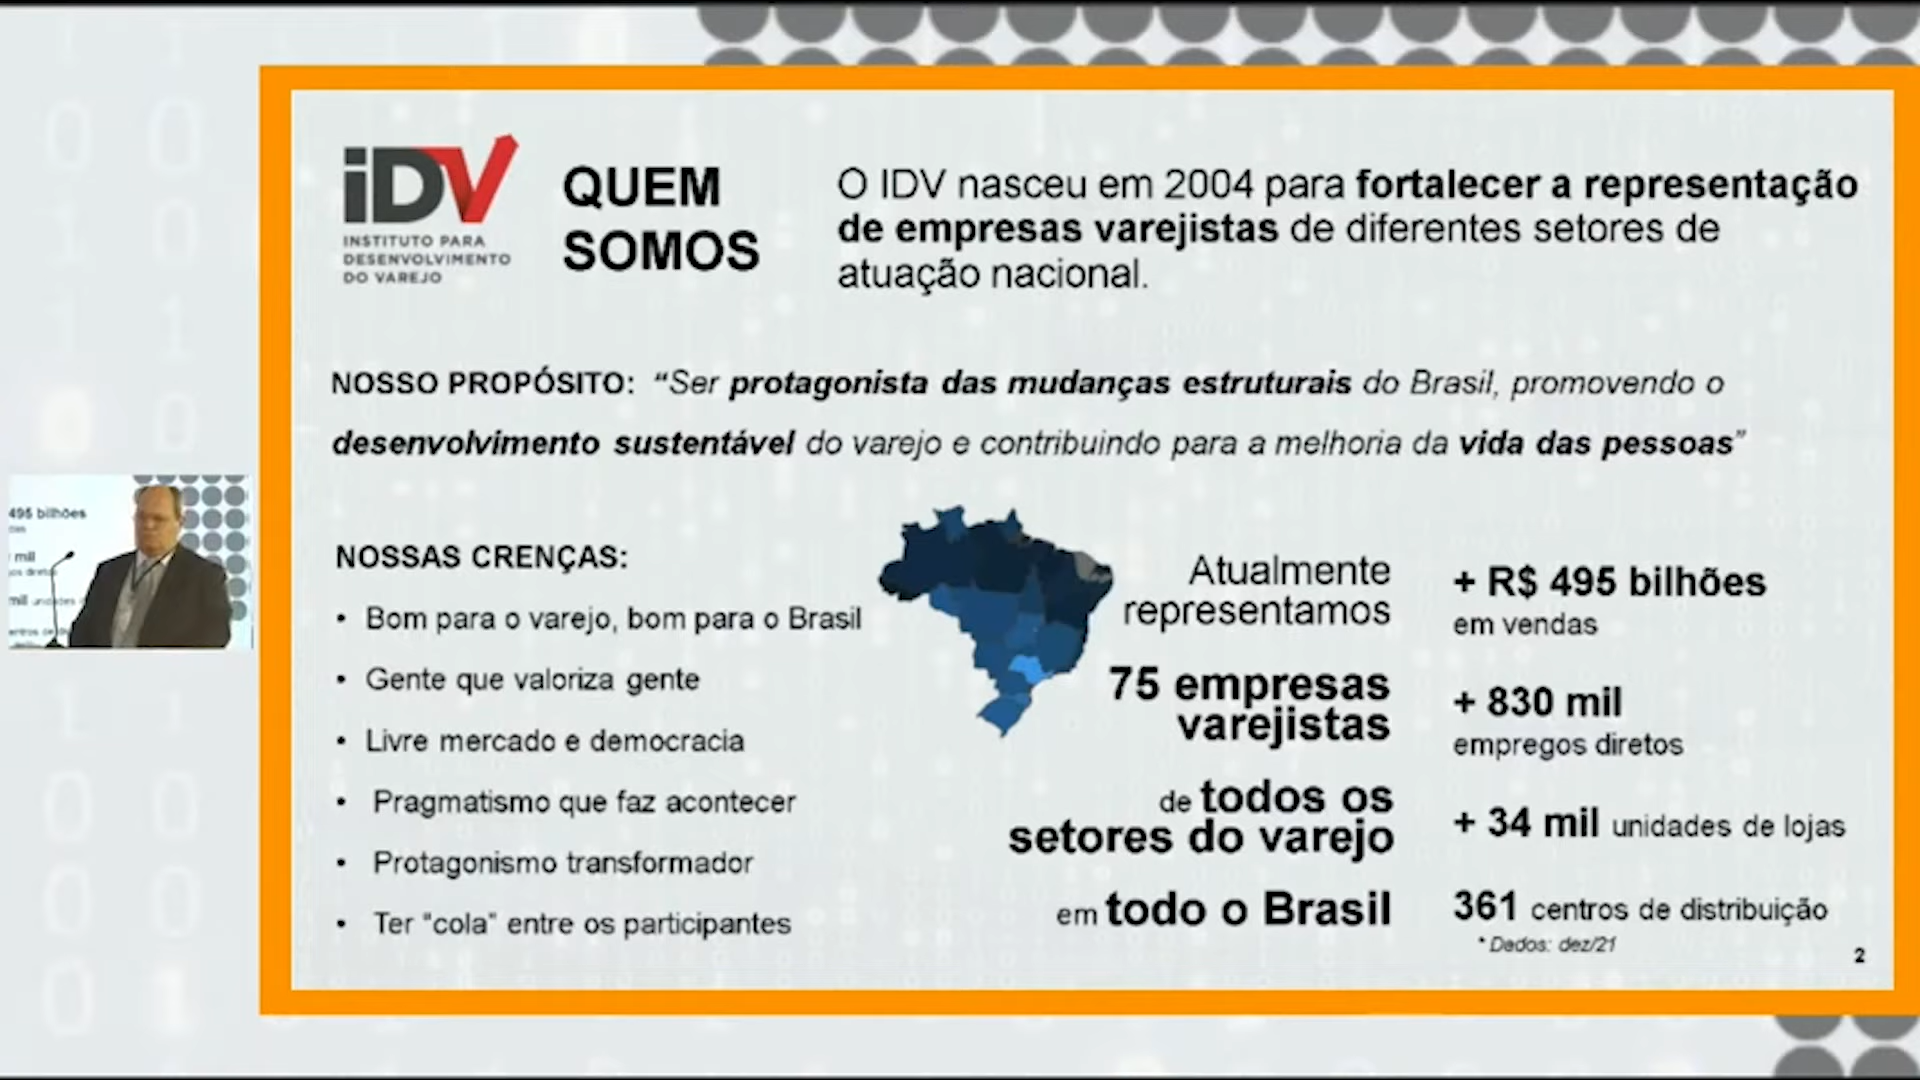 iDV
INSTITUTO PARA
DESENVOLVIMENTO
DO VAREJO
QUEM
SOMOS
O IDV nasceu em 2004 para fortalecer a representação
de empresas varejistas de diferentes setores de
atuação nacional.
NOSSO PROPÓSITO: “Ser protagonista das mudanças estruturais do Brasil, promovendo o
desenvolvimento sustentável do varejo e contribuindo para a melhoria da vida das pessoas”
NOSSAS CRENÇAS:
• Bom para o varejo, bom para o Brasil
• Gente que valoriza gente
• Livre mercado e democracia
• Pragmatismo que faz acontecer
• Protagonismo transformador
• Ter "cola" entre os participantes
Atualmente
representamos
75 empresas
varejistas
de todos os
setores do varejo
em todo o Brasil
+ R$ 495 bilhões
em vendas
+ 830 mil
empregos diretos
+ 34 mil unidades de lojas
361 centros de distribuição
* Dados: dez/21
2
495 bilhões
mil
mil unidades